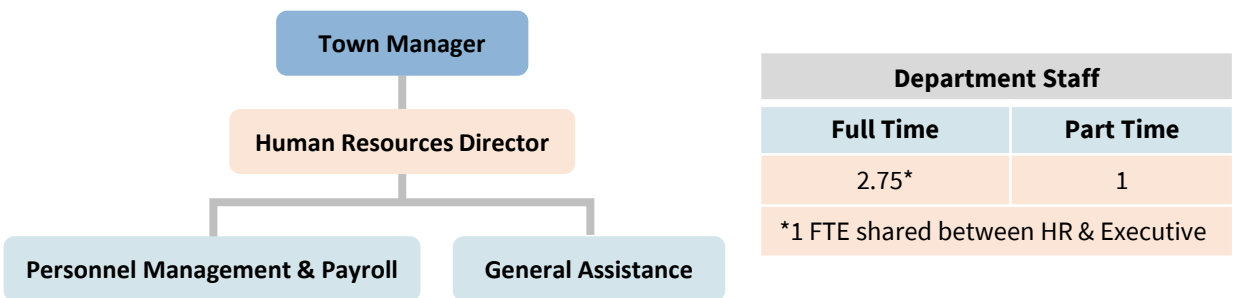 Town Manager
Human Resources Director
Personnel Management & Payroll
General Assistance
Department Staff
Full Time Part Time
2.75* 1
*1 FTE shared between HR & Executive